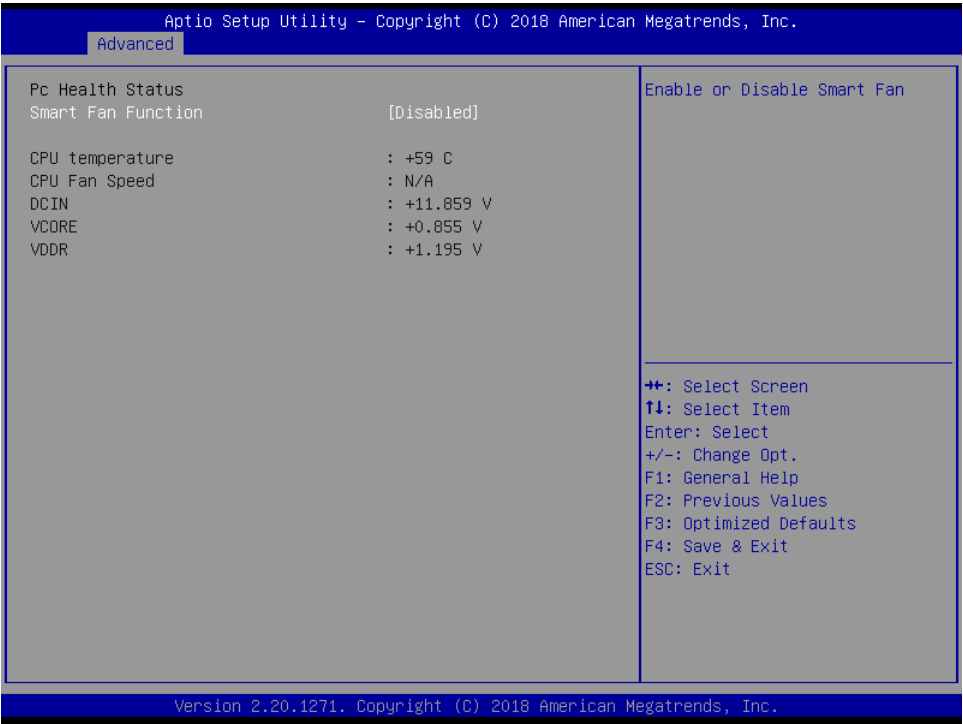 Aptio Setup Utility – Copyright (C) 2018 American Megatrends, Inc.
Advanced
Pc Health Status
Smart Fan Function [Disabled]
CPU temperature : +59 C
CPU Fan Speed : N/A
DCIN : +11.859 V
VCORE : +0.855 V
VDDR : +1.195 V
Enable or Disable Smart Fan
→←: Select Screen
↑↓: Select Item
Enter: Select
+/-: Change Opt.
F1: General Help
F2: Previous Values
F3: Optimized Defaults
F4: Save & Exit
ESC: Exit
Version 2.20.1271. Copyright (C) 2018 American Megatrends, Inc.